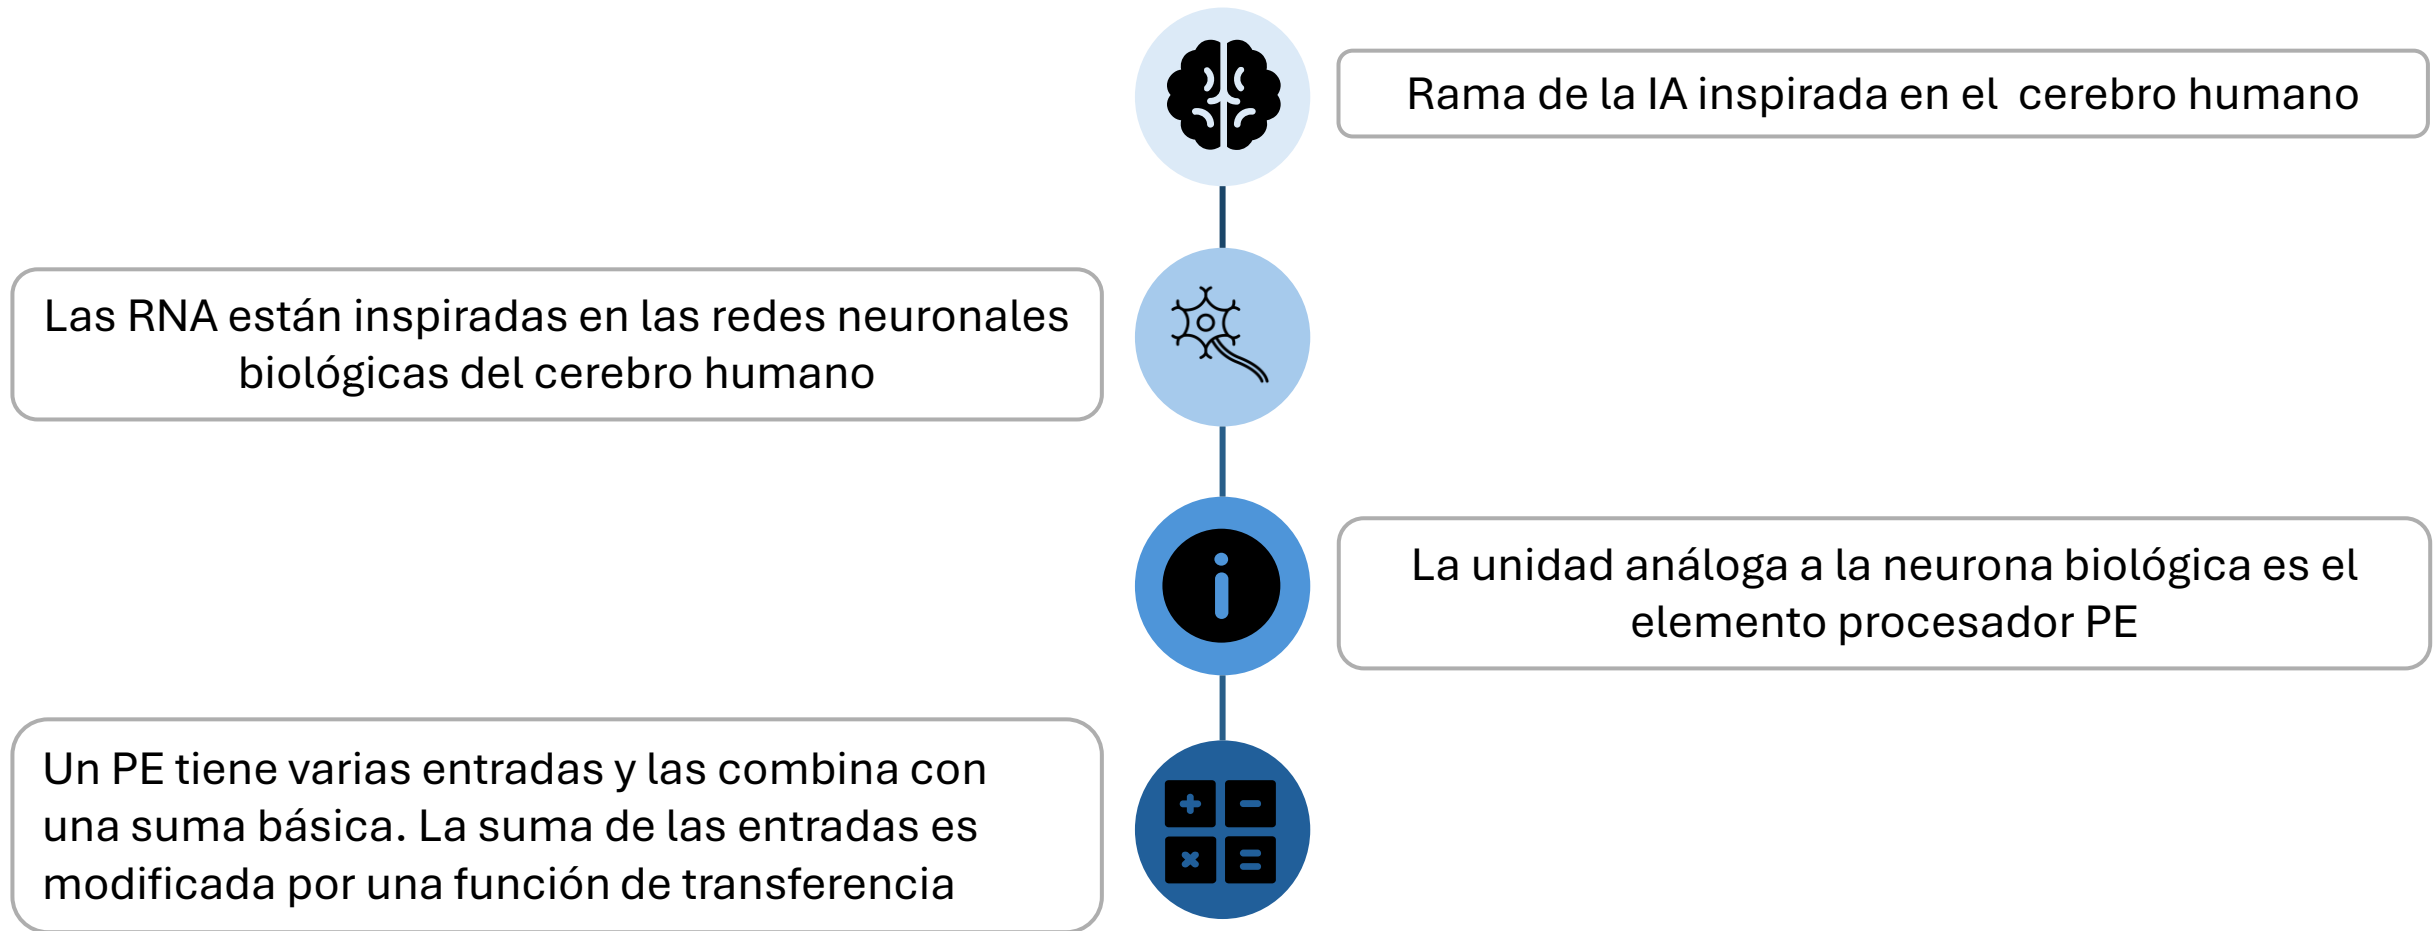 Rama de la IA inspirada en el cerebro humano
Las RNA están inspiradas en las redes neuronales
biológicas del cerebro humano
La unidad análoga a la neurona biológica es el
elemento procesador PE
Un PE tiene varias entradas y las combina con
una suma básica. La suma de las entradas es
modificada por una función de transferencia